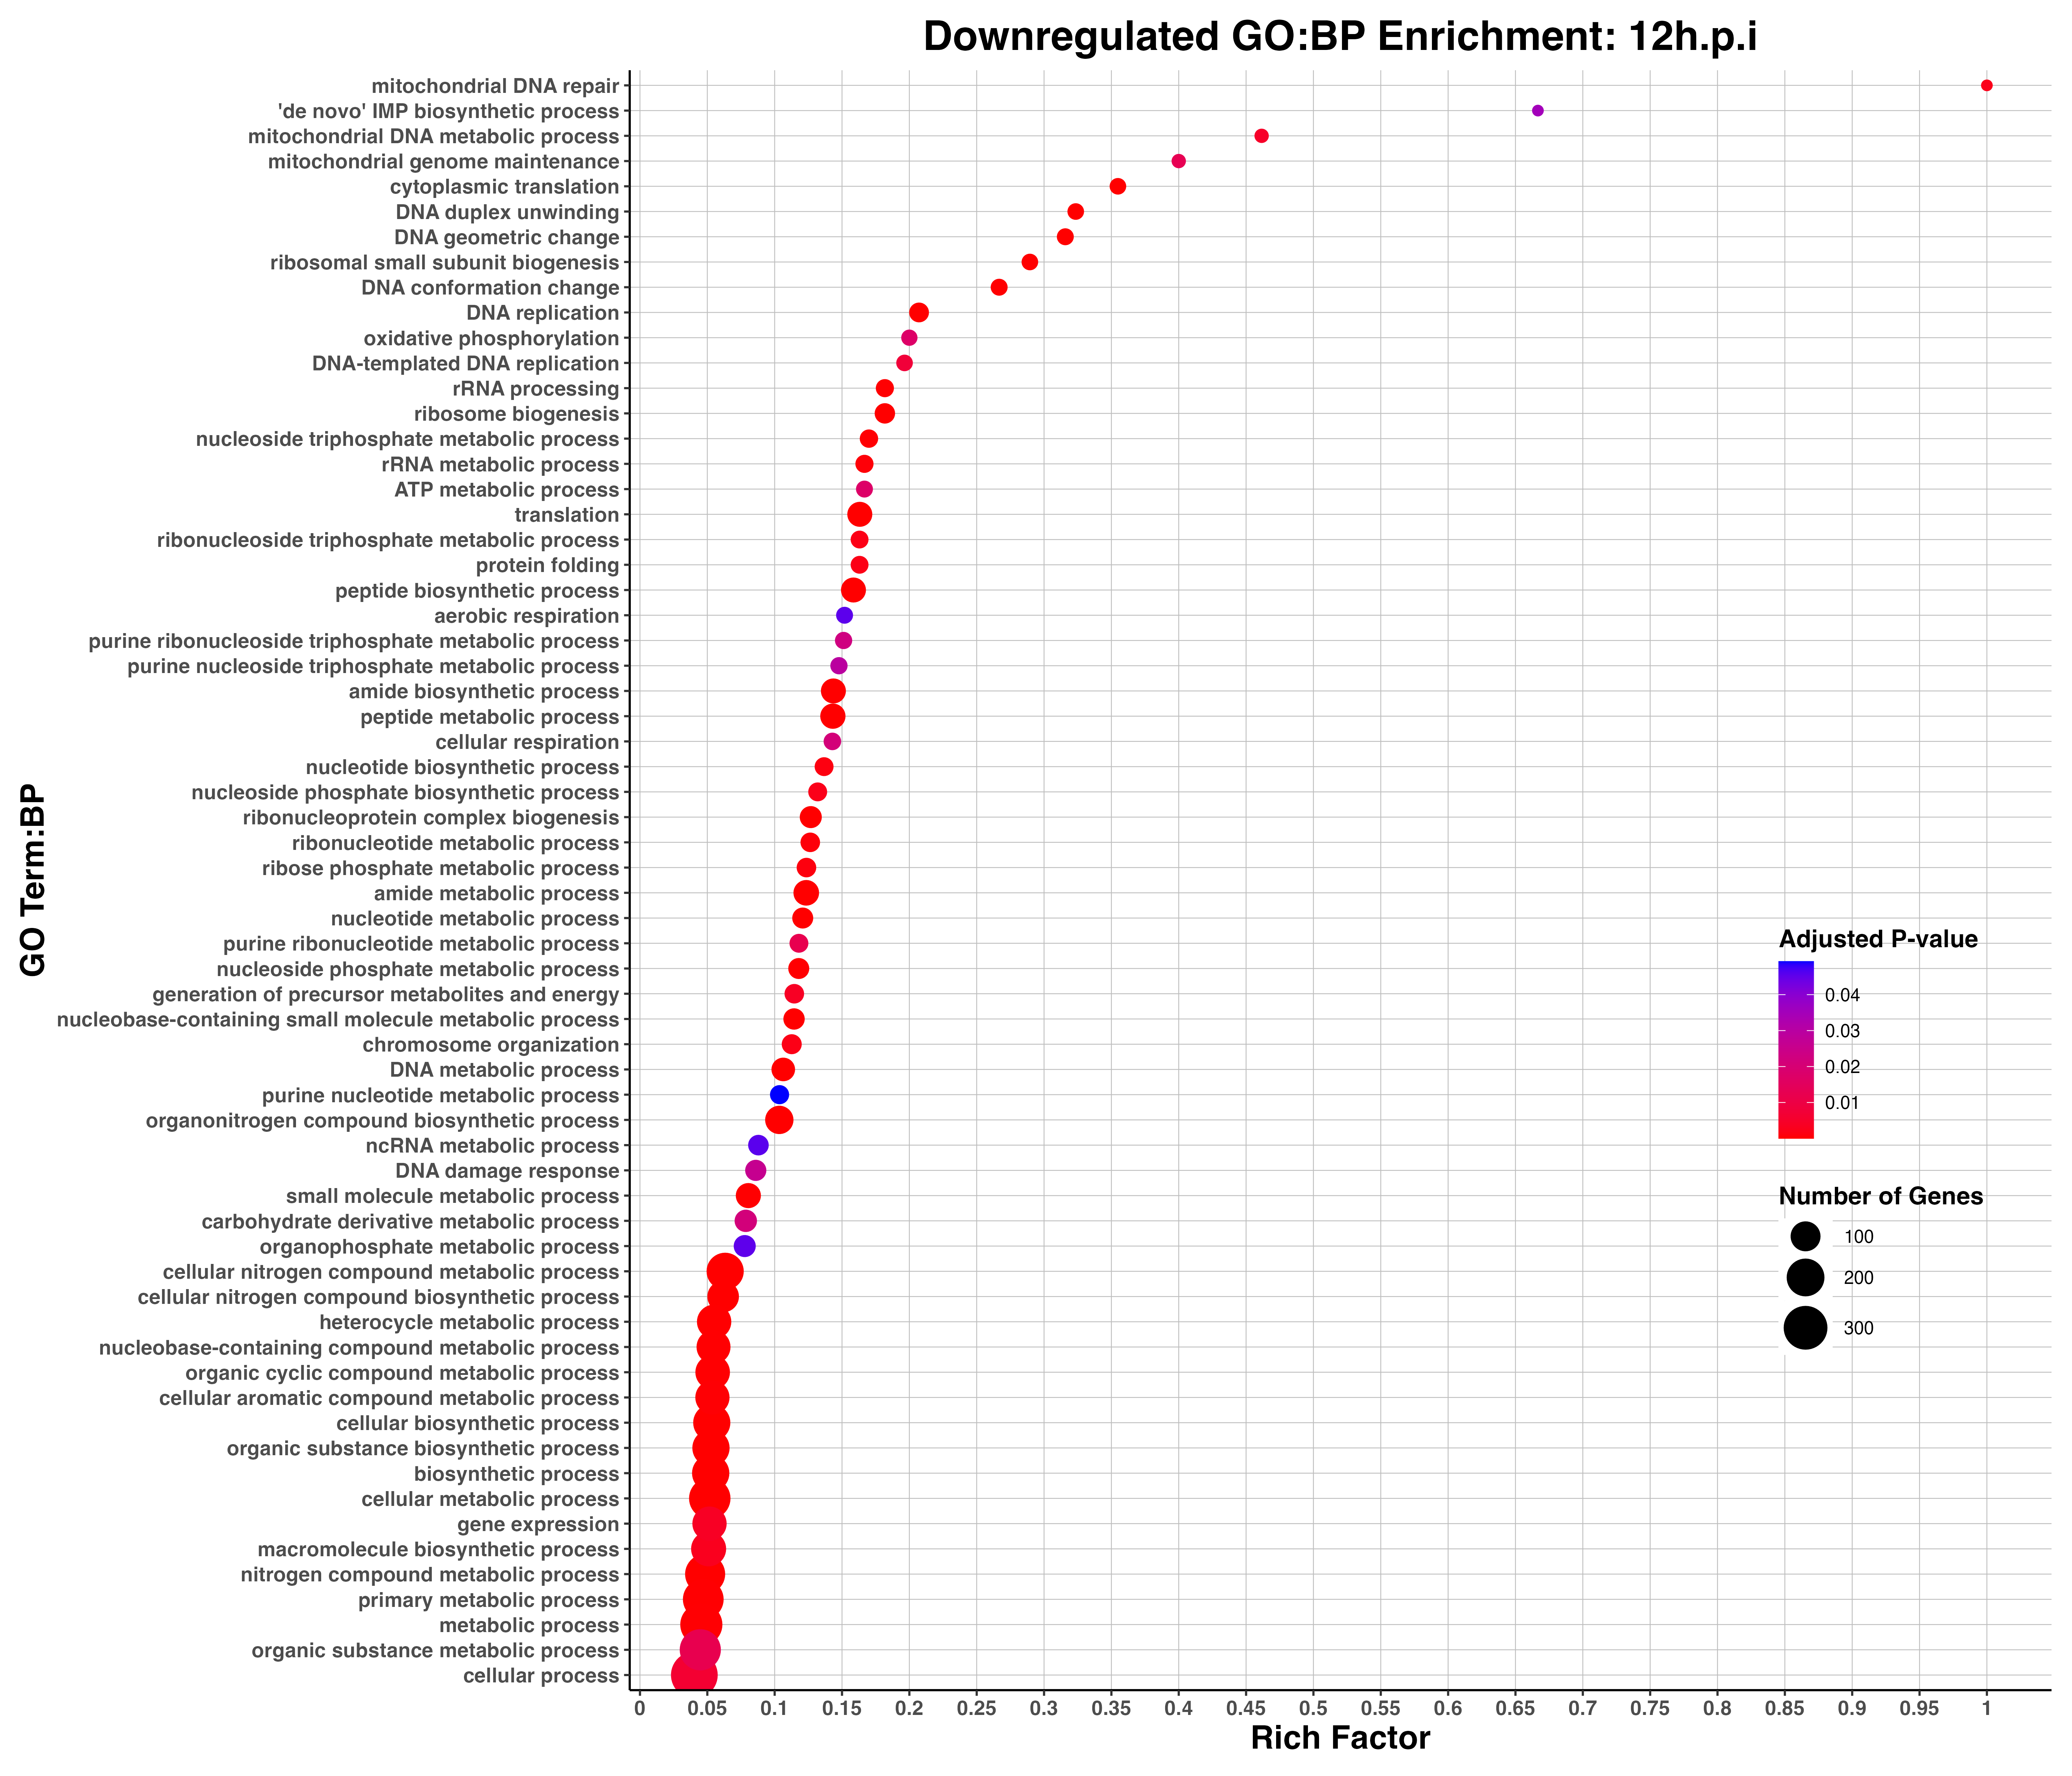 Downregulated GO:BP Enrichment: 12h.p.i
GO Term:BP
mitochondrial DNA repair
'de novo' IMP biosynthetic process
mitochondrial DNA metabolic process
mitochondrial genome maintenance
cytoplasmic translation
DNA duplex unwinding
DNA geometric change
ribosomal small subunit biogenesis
DNA conformation change
DNA replication
oxidative phosphorylation
DNA-templated DNA replication
rRNA processing
ribosome biogenesis
nucleoside triphosphate metabolic process
rRNA metabolic process
ATP metabolic process
translation
ribonucleoside triphosphate metabolic process
protein folding
peptide biosynthetic process
aerobic respiration
purine ribonucleoside triphosphate metabolic process
purine nucleoside triphosphate metabolic process
amide biosynthetic process
peptide metabolic process
cellular respiration
nucleotide biosynthetic process
nucleoside phosphate biosynthetic process
ribonucleoprotein complex biogenesis
ribonucleotide metabolic process
ribose phosphate metabolic process
amide metabolic process
nucleotide metabolic process
purine ribonucleotide metabolic process
nucleoside phosphate metabolic process
generation of precursor metabolites and energy
nucleobase-containing small molecule metabolic process
chromosome organization
DNA metabolic process
purine nucleotide metabolic process
organonitrogen compound biosynthetic process
ncRNA metabolic process
DNA damage response
small molecule metabolic process
carbohydrate derivative metabolic process
organophosphate metabolic process
cellular nitrogen compound metabolic process
cellular nitrogen compound biosynthetic process
heterocycle metabolic process
nucleobase-containing compound metabolic process
organic cyclic compound metabolic process
cellular aromatic compound metabolic process
cellular biosynthetic process
organic substance biosynthetic process
biosynthetic process
cellular metabolic process
gene expression
macromolecule biosynthetic process
nitrogen compound metabolic process
primary metabolic process
metabolic process
organic substance metabolic process
cellular process
Adjusted P-value
0.04
0.03
0.02
0.01
Number of Genes
100
200
300
0 0.05 0.1 0.15 0.2 0.25 0.3 0.35 0.4 0.45 0.5 0.55 0.6 0.65 0.7 0.75 0.8 0.85 0.9 0.95 1
Rich Factor